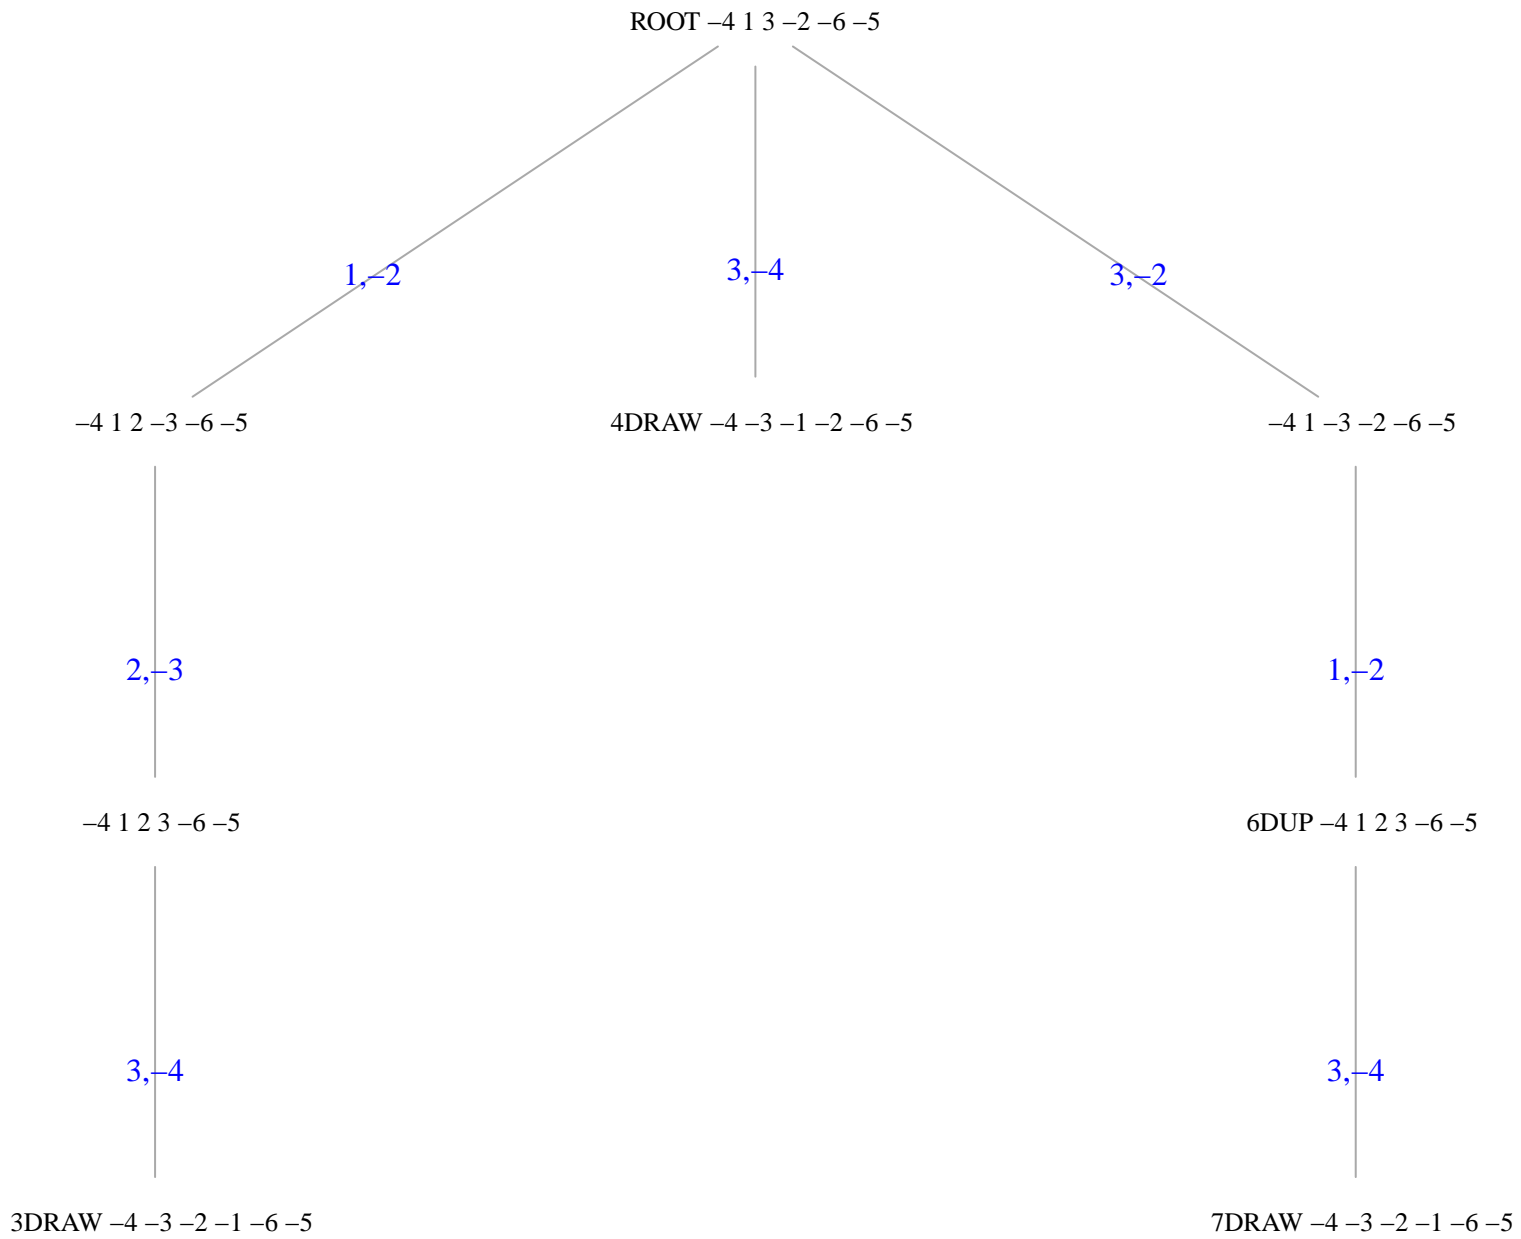 ROOT –4 1 3 –2 –6 –5
1,–2
3,–4
3,–2
–4 1 2 –3 –6 –5
4DRAW –4 –3 –1 –2 –6 –5
–4 1 –3 –2 –6 –5
2,–3
1,–2
–4 1 2 3 –6 –5
6DUP –4 1 2 3 –6 –5
3,–4
3,–4
3DRAW –4 –3 –2 –1 –6 –5
7DRAW –4 –3 –2 –1 –6 –5